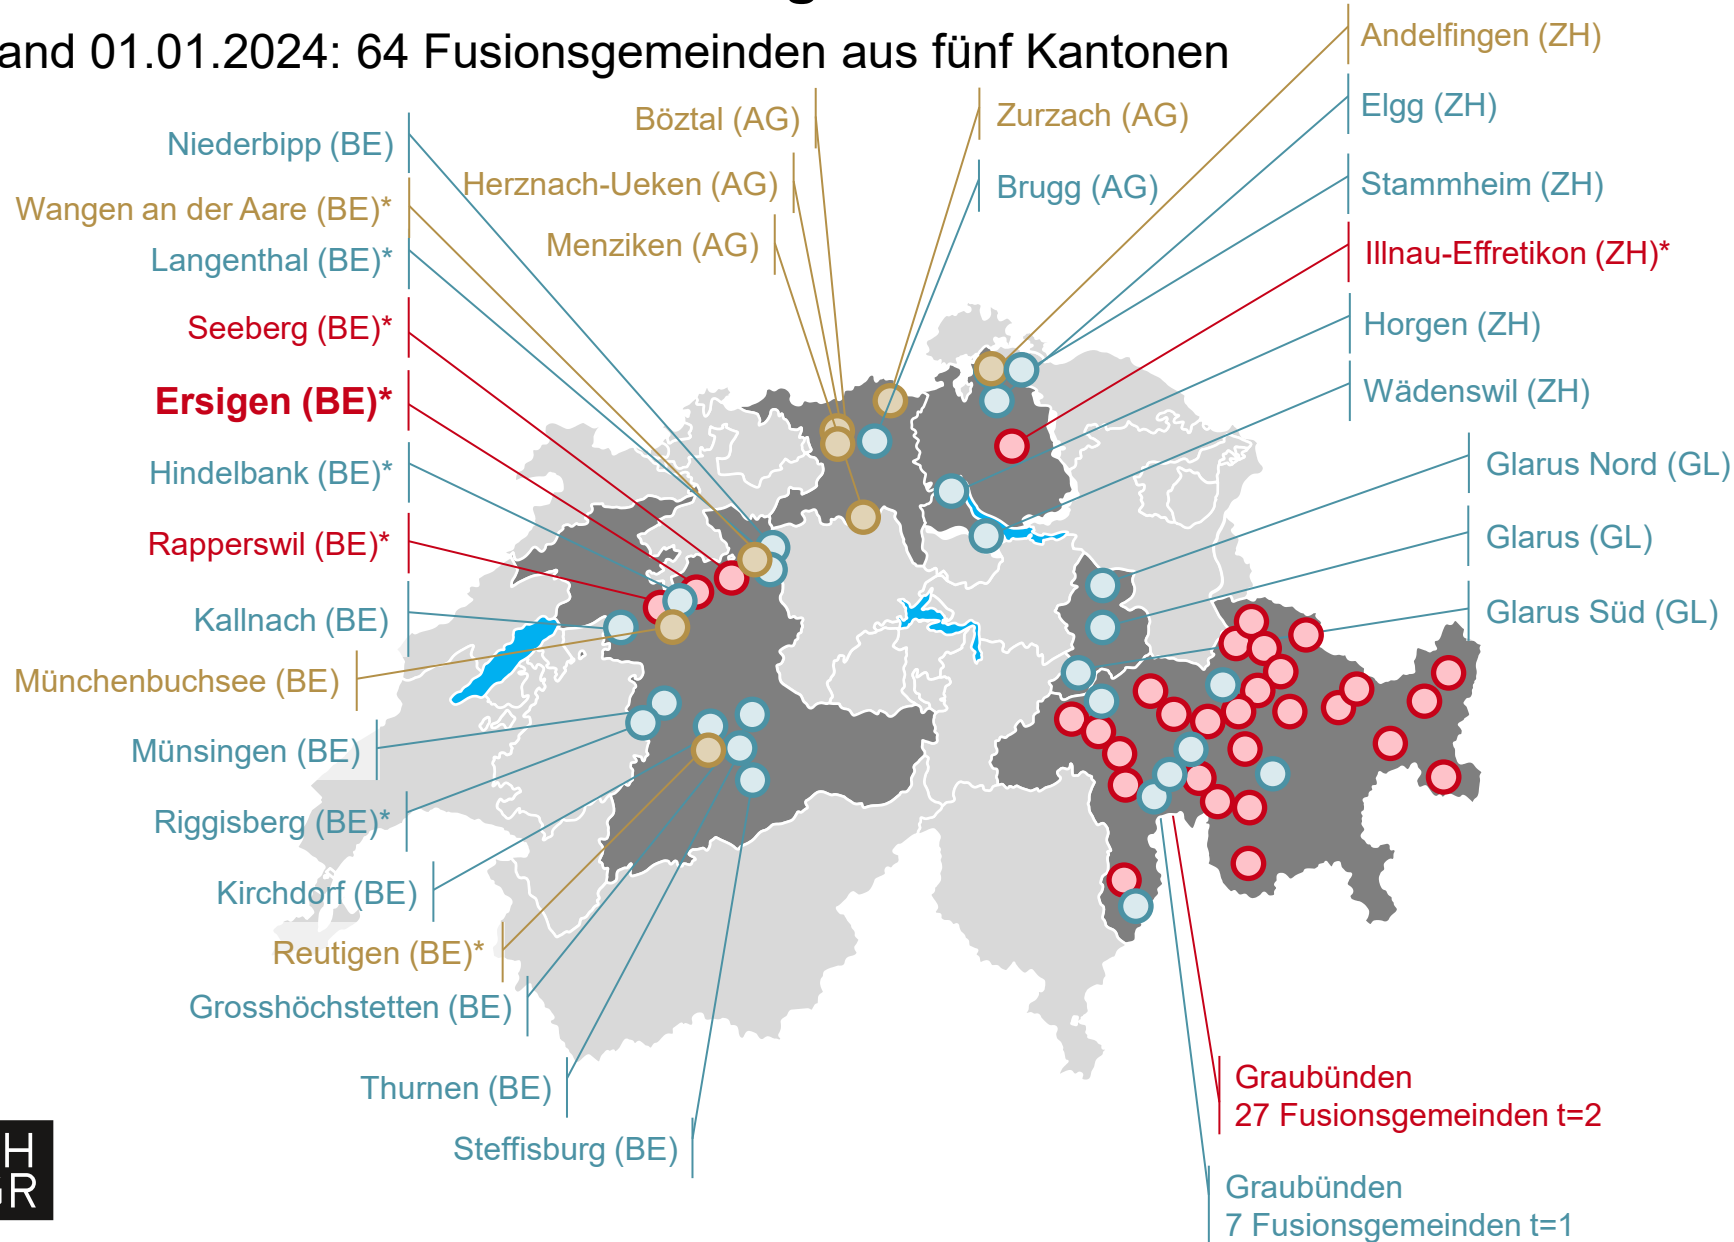 and 01.01.2024: 64 Fusionsgemeinden aus fünf Kantonen
Niederbipp (BE)
Wangen an der Aare (BE)*
Langenthal (BE)*
Seeberg (BE)*
Ersigen (BE)*
Hindelbank (BE)*
Rapperswil (BE)*
Kallnach (BE)
Münchenbuchsee (BE)
Münsingen (BE)
Riggisberg (BE)*
Kirchdorf (BE)
Reutigen (BE)*
Grosshöchstetten (BE)
Thurnen (BE)
Steffisburg (BE)
Böztal (AG)
Herznach-Ueken (AG)
Menziken (AG)
Zurzach (AG)
Brugg (AG)
Andelfingen (ZH)
Elgg (ZH)
Stammheim (ZH)
Illnau-Effretikon (ZH)*
Horgen (ZH)
Wädenswil (ZH)
Glarus Nord (GL)
Glarus (GL)
Glarus Süd (GL)
Graubünden
27 Fusionsgemeinden t=2
Graubünden
7 Fusionsgemeinden t=1
H
GR